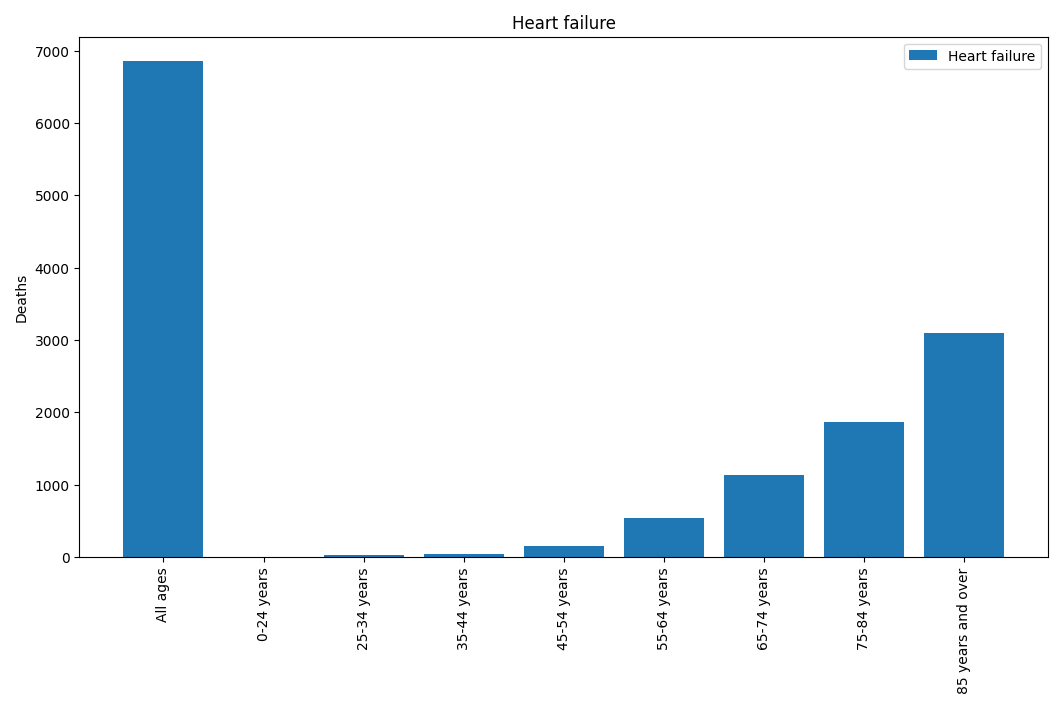 Heart failure
Heart failure
7000
6000
5000
4000
3000
2000
1000
0
Deaths
All ages
0-24 years
25-34 years
35-44 years
45-54 years
55-64 years
65-74 years
75-84 years
85 years and over